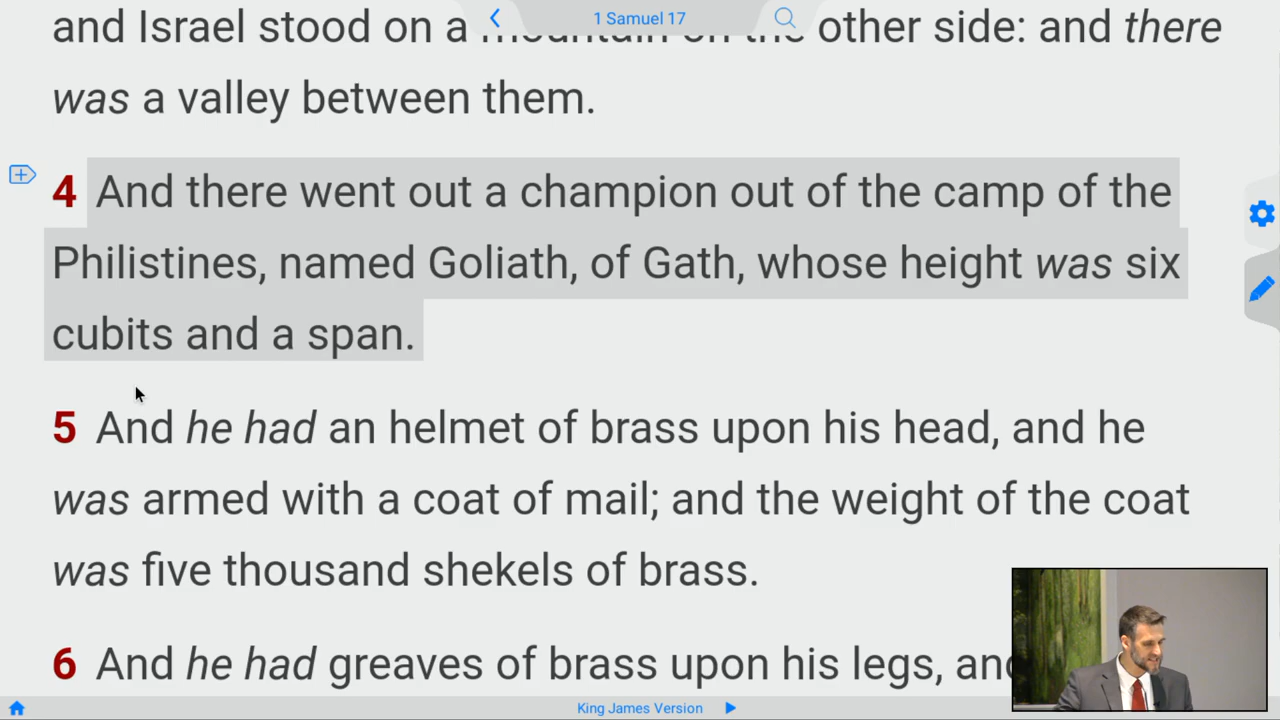 1 Samuel 17
and Israel stood on a mountain on the other side: and there
was a valley between them.
4 And there went out a champion out of the camp of the
Philistines, named Goliath, of Gath, whose height was six
cubits and a span.
5 And he had an helmet of brass upon his head, and he
was armed with a coat of mail; and the weight of the coat
was five thousand shekels of brass.
6 And he had greaves of brass upon his legs, and
King James Version